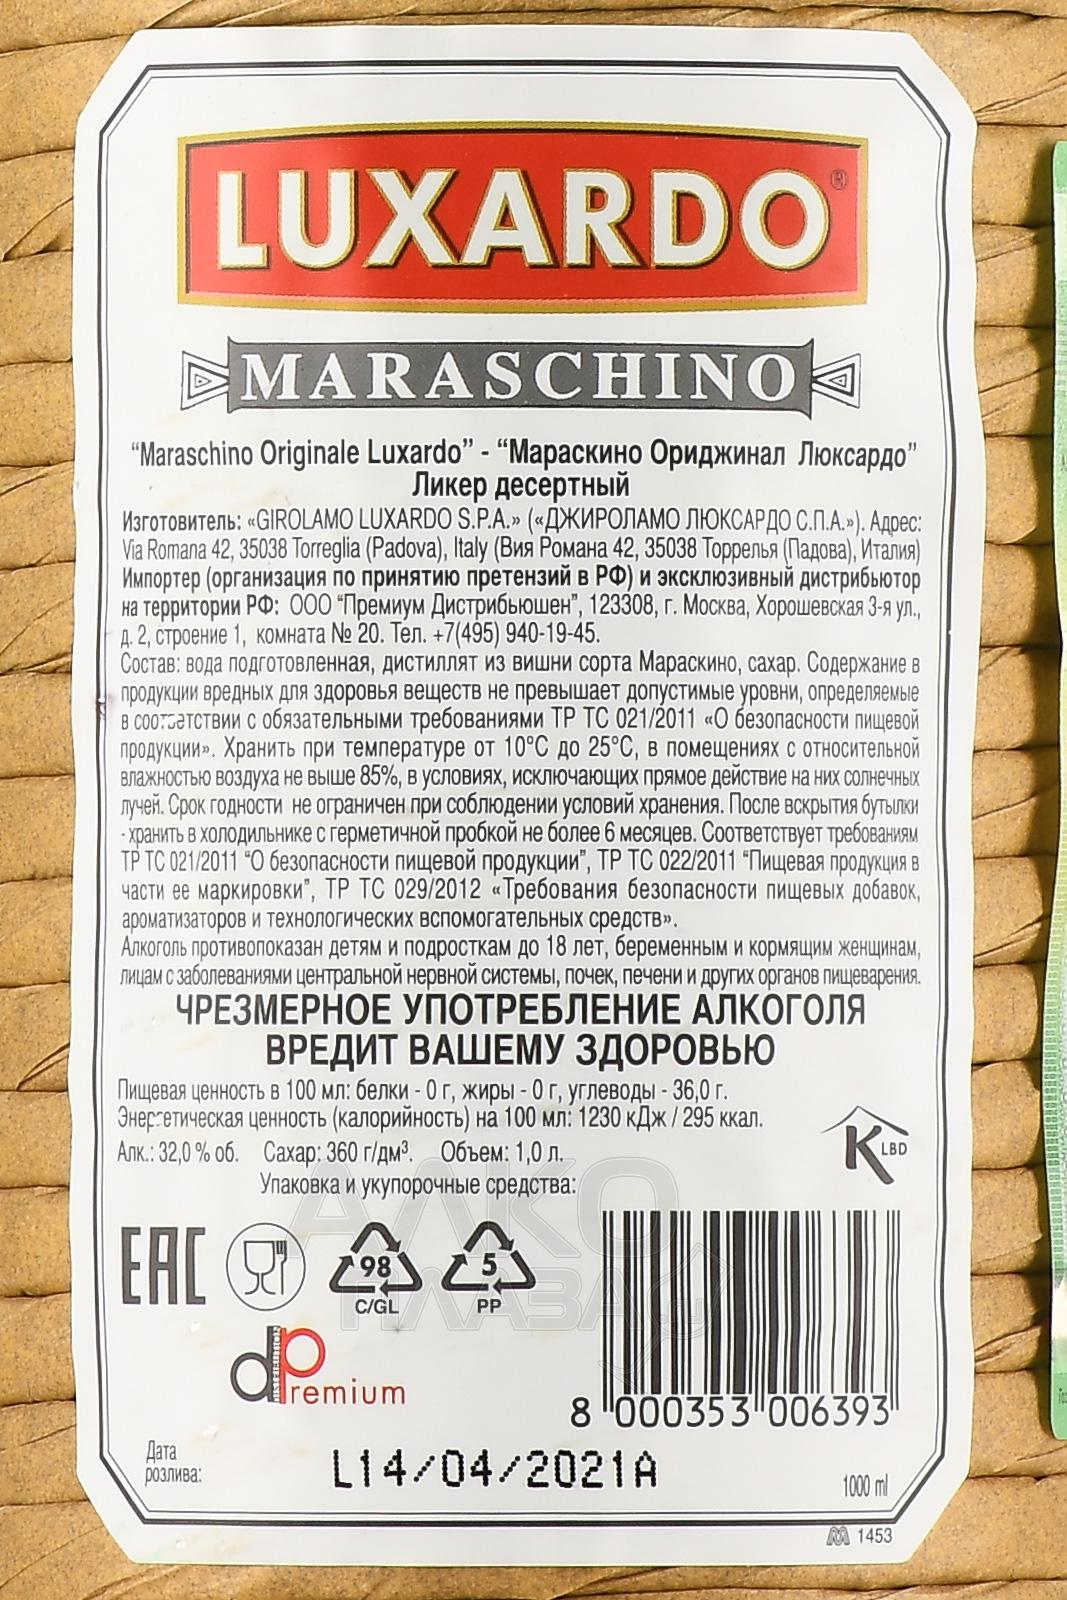 LUXARDO®
MARASCHINO
“Maraschino Originale Luxardo” - “Мараскино Ориджинал Люксардо”
Ликер десертный
Изготовитель: «GIROLAMO LUXARDO S.P.A.» («ДЖИРОЛАМО ЛЮКСАРДО С.П.А.»). Адрес:
Via Romana 42, 35038 Torreglia (Padova), Italy (Вия Романа 42, 35038 Торрелья (Падова), Италия)
Импортер (организация по принятию претензий в РФ) и эксклюзивный дистрибьютор
на территории РФ: ООО “Премиум Дистрибьюшен”, 123308, г. Москва, Хорошевская 3-я ул.,
д. 2, строение 1, комната № 20. Тел. +7(495) 940-19-45.
Состав: вода подготовленная, дистиллят из вишни сорта Мараскино, сахар. Содержание в
продукции вредных для здоровья веществ не превышает допустимые уровни, определяемые
в соответствии с обязательными требованиями ТР ТС 021/2011 «О безопасности пищевой
продукции». Хранить при температуре от 10°С до 25°С, в помещениях с относительной
влажностью воздуха не выше 85%, в условиях, исключающих прямое действие на них солнечных
лучей. Срок годности не ограничен при соблюдении условий хранения. После вскрытия бутылки
- хранить в холодильнике с герметичной пробкой не более 6 месяцев. Соответствует требованиям
ТР ТС 021/2011 “О безопасности пищевой продукции”, ТР ТС 022/2011 “Пищевая продукция в
части ее маркировки”, ТР ТС 029/2012 «Требования безопасности пищевых добавок,
ароматизаторов и технологических вспомогательных средств».
Алкоголь противопоказан детям и подросткам до 18 лет, беременным и кормящим женщинам,
лицам с заболеваниями центральной нервной системы, почек, печени и других органов пищеварения.
ЧРЕЗМЕРНОЕ УПОТРЕБЛЕНИЕ АЛКОГОЛЯ
ВРЕДИТ ВАШЕМУ ЗДОРОВЬЮ
Пищевая ценность в 100 мл: белки - 0 г, жиры - 0 г, углеводы - 36,0 г.
Энергетическая ценность (калорийность) на 100 мл: 1230 кДж / 295 ккал.
Алк.: 32,0 % об. Сахар: 360 г/дм³. Объем: 1,0 л.
K LBD
Упаковка и укупорочные средства:
EAC
98
C/GL
5
PP
АЛКО
ПЛАЗА.ru
dPremium
DISTRIBUTION
8 000353 006393
Дата
розлива:
L14/04/2021A
1000 ml
1453